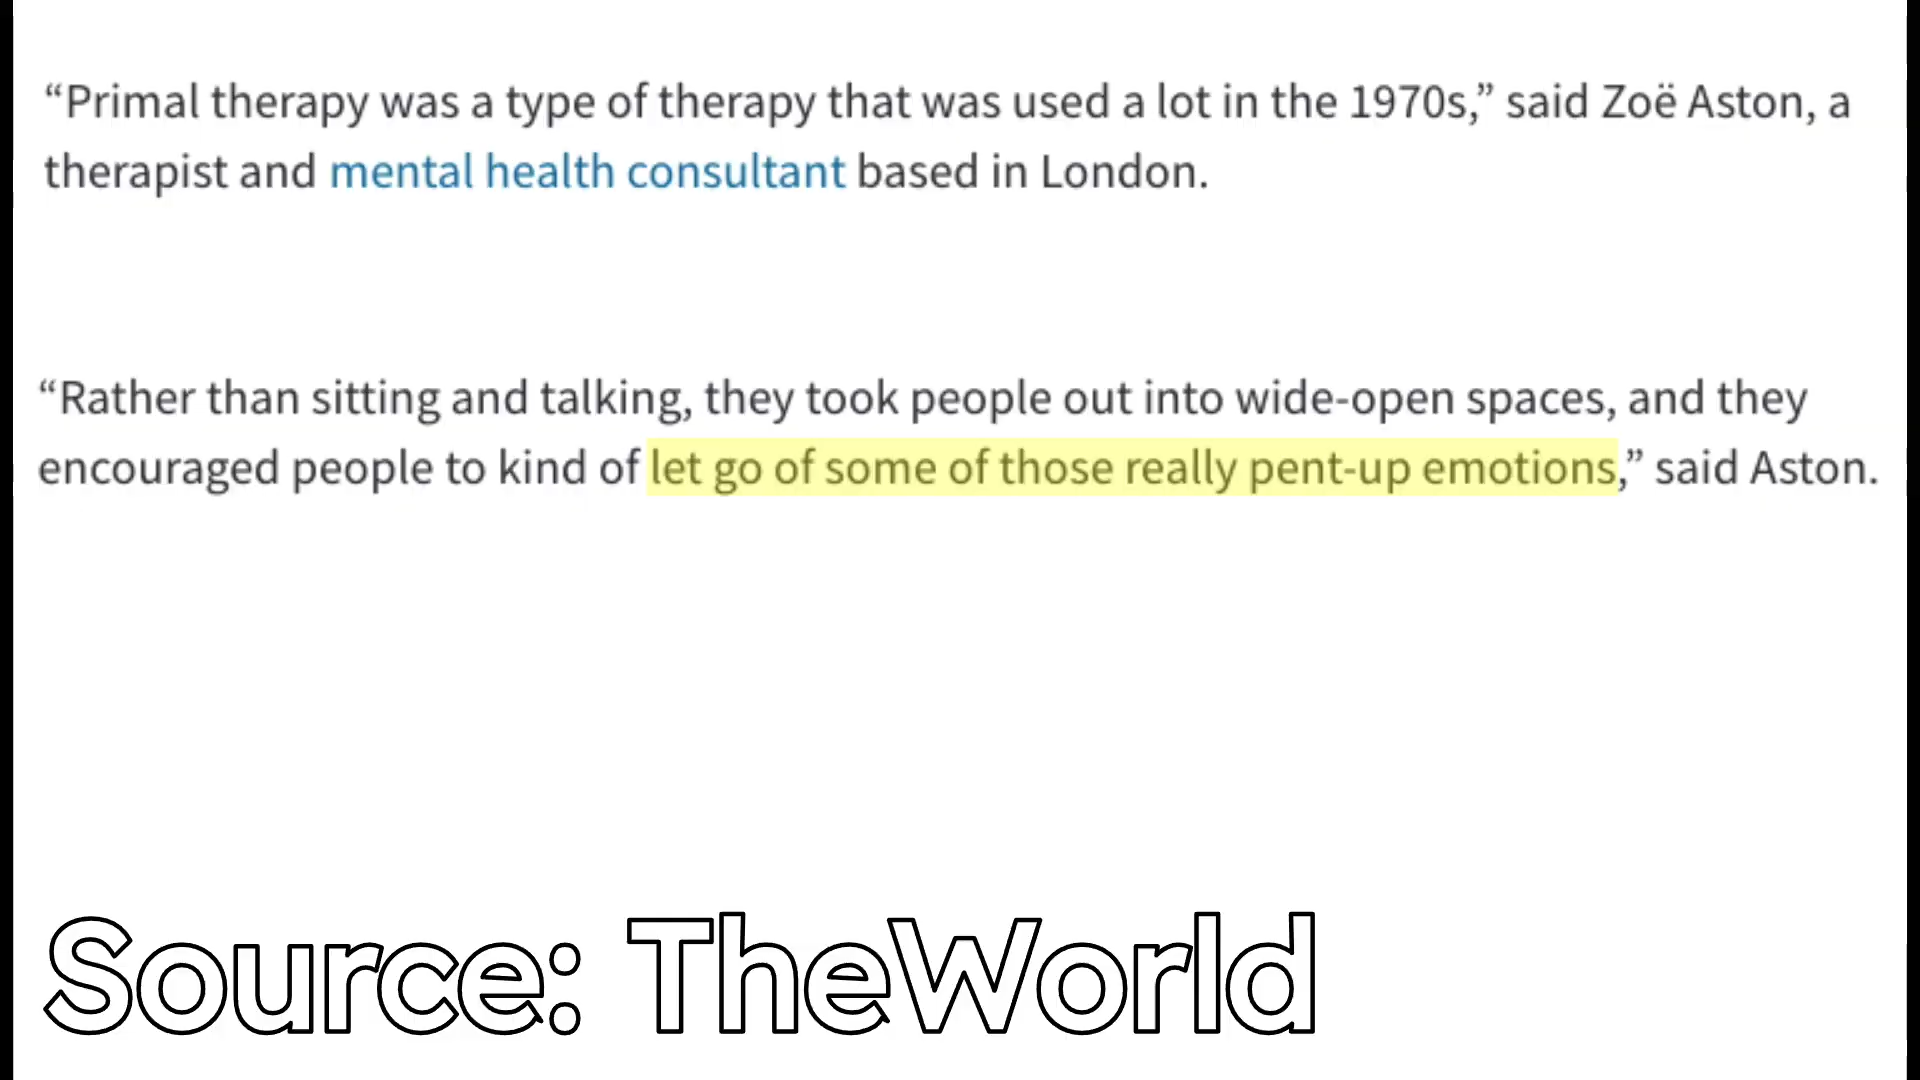 “Primal therapy was a type of therapy that was used a lot in the 1970s,” said Zoë Aston, a
therapist and mental health consultant based in London.
“Rather than sitting and talking, they took people out into wide-open spaces, and they
encouraged people to kind of let go of some of those really pent-up emotions,” said Aston.
Source: TheWorld